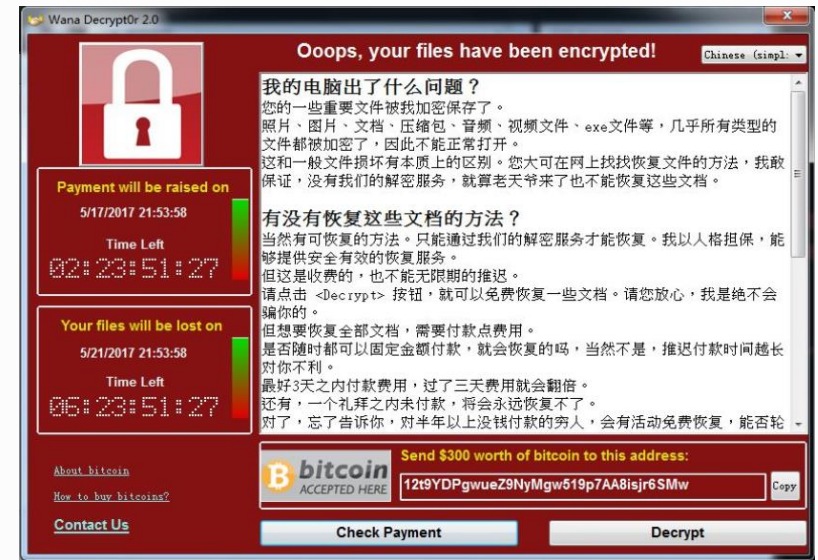 Wana Decrypt0r 2.0
Ooops, your files have been encrypted!
Chinese (simpl:
Payment will be raised on
5/17/2017 21:53:58
Time Left
02:23:51:27
Your files will be lost on
5/21/2017 21:53:58
Time Left
06:23:51:27
About bitcoin
How to buy bitcoins?
Contact Us
我的电脑出了什么问题？
您的一些重要文件被我加密保存了。
照片、图片、文档、压缩包、音频、视频文件、exe文件等，几乎所有类型的
文件都被加密了，因此不能正常打开。
这和一般文件损坏有本质上的区别。您大可在网上找找恢复文件的方法，我敢
保证，没有我们的解密服务，就算老天爷来了也不能恢复这些文档。
有没有恢复这些文档的方法？
当然有可恢复的方法。只能通过我们的解密服务才能恢复。我以人格担保，能
够提供安全有效的恢复服务。
但这是收费的，也不能无限期的推迟。
请点击 <Decrypt> 按钮，就可以免费恢复一些文档。请您放心，我是绝不会
骗你的。
但想要恢复全部文档，需要付款点费用。
是否随时都可以固定金额付款，就会恢复的吗，当然不是，推迟付款时间越长
对你不利。
最好3天之内付款费用，过了三天费用就会翻倍。
还有，一个礼拜之内未付款，将会永远恢复不了。
对了，忘了告诉你，对半年以上没钱付款的穷人，会有活动免费恢复，能否轮
bitcoin
ACCEPTED HERE
Send $300 worth of bitcoin to this address:
12t9YDPgwueZ9NyMgw519p7AA8isjr6SMw
Copy
Check Payment
Decrypt